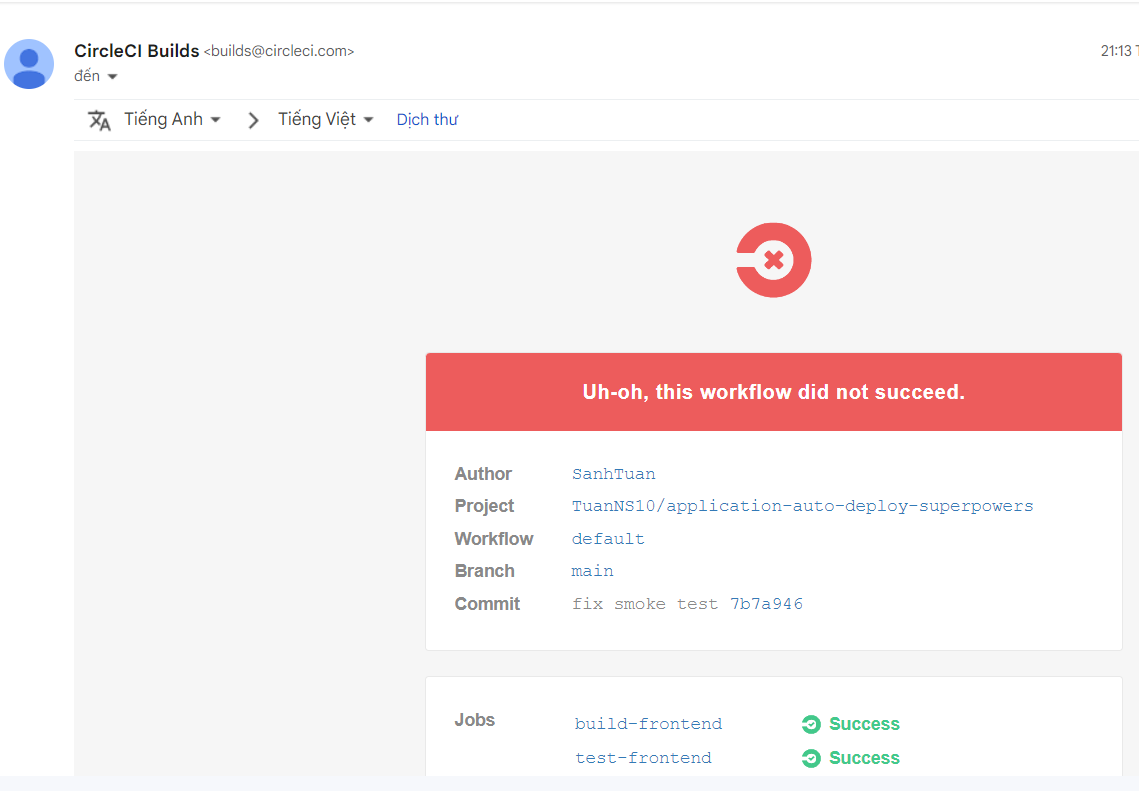 CircleCI Builds <builds@circleci.com>
21:13 T
đến
Tiếng Anh > Tiếng Việt Dịch thư
Uh-oh, this workflow did not succeed.
Author SanhTuan
Project TuanNS10/application-auto-deploy-superpowers
Workflow default
Branch main
Commit fix smoke test 7b7a946
Jobs build-frontend Success
test-frontend Success